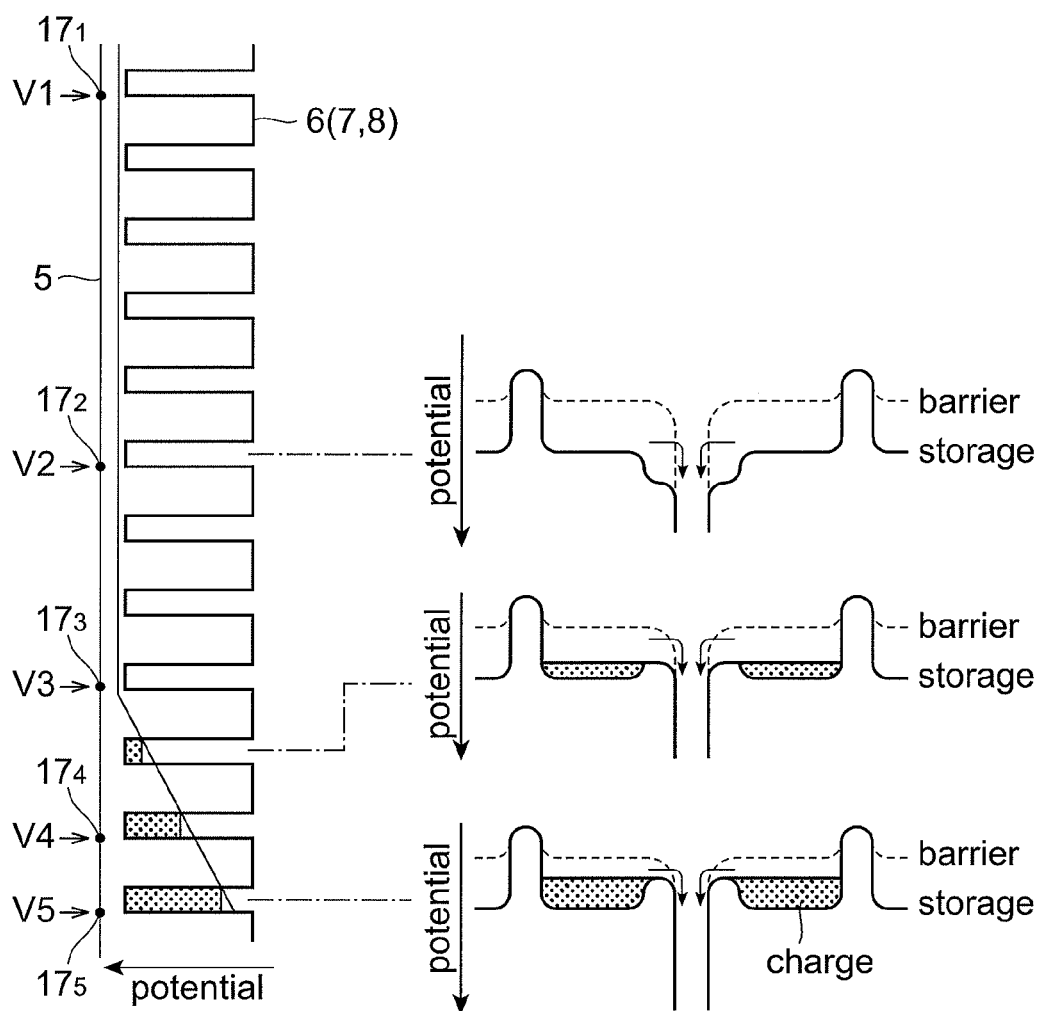 17₁
V1
6(7,8)
5
17₂
V2
potential
barrier
storage
17₃
V3
potential
barrier
storage
17₄
V4
potential
barrier
V5
storage
charge
17₅
potential